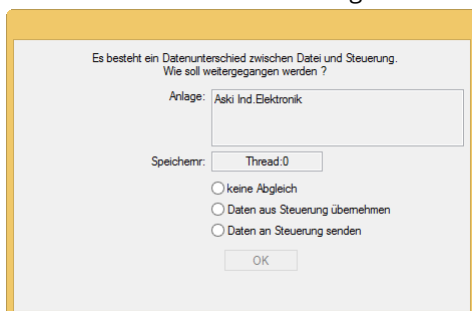 Es besteht ein Datenunterschied zwischen Datei und Steuerung.
Wie soll weitergegangen werden ?
Anlage: Aski Ind.Elektronik
Speichernr: Thread:0
keine Abgleich
Daten aus Steuerung übernehmen
Daten an Steuerung senden
OK